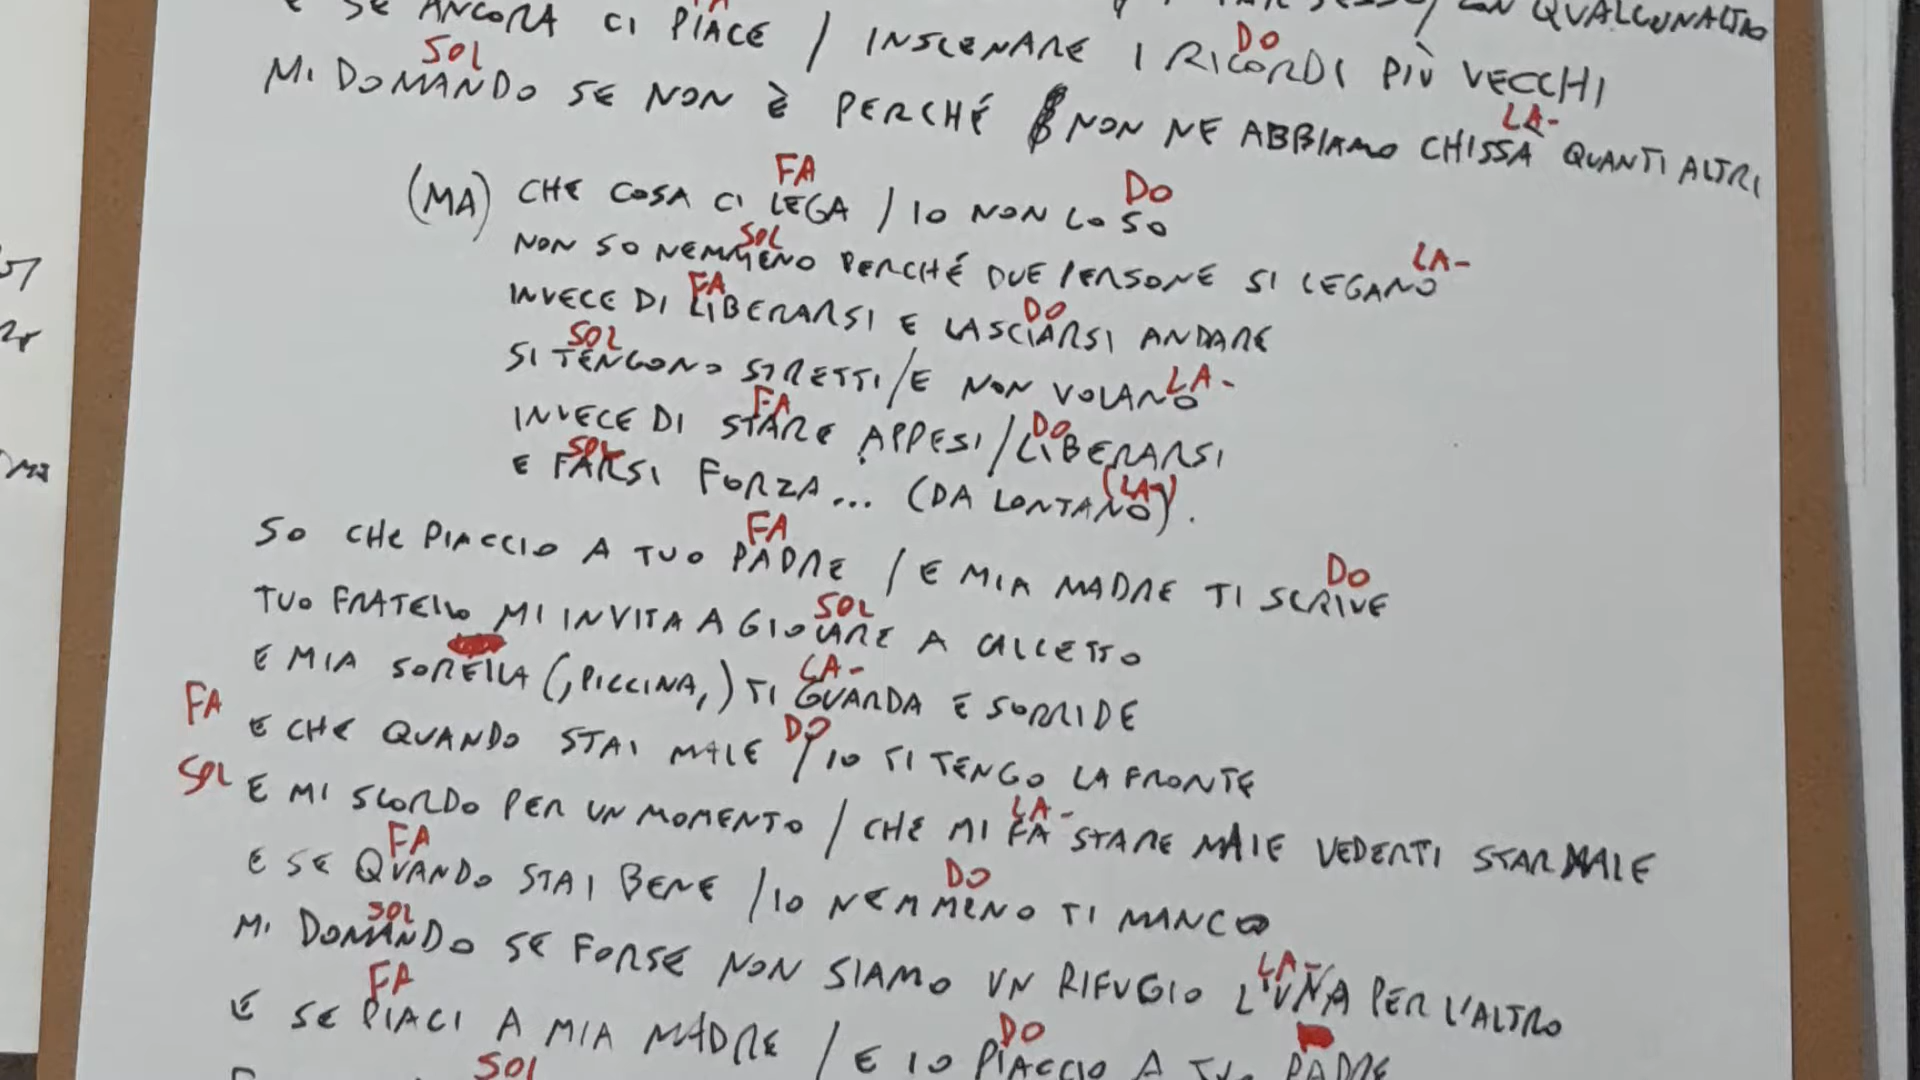 E SE ANCORA CI PIACE / INSCENARE I RICORDI PIÙ VECCHI
SOL DO
MI DOMANDO SE NON È PERCHÉ NON NE ABBIAMO CHISSÀ QUANTI ALTRI
LA-
FA DO
(MA) CHE COSA CI LEGA / IO NON LO SO
SOL LA-
NON SO NEMMENO PERCHÉ DUE PERSONE SI LEGANO
FA DO
INVECE DI LIBERARSI E LASCIARSI ANDARE
SOL LA-
SI TENGONO STRETTI / E NON VOLANO
FA DO
INVECE DI STARE APPESI / LIBERARSI
SOL (LA-)
E FARSI FORZA... (DA LONTANO).
FA DO
SO CHE PIACCIO A TUO PADRE / E MIA MADRE TI SCRIVE
SOL
TUO FRATELLO MI INVITA A GIOCARE A CALCETTO
LA-
E MIA SORELLA (, PICCINA,) TI GUARDA E SORRIDE
FA DO
E CHE QUANDO STAI MALE / IO TI TENGO LA FRONTE
SOL LA-
E MI SCORDO PER UN MOMENTO / CHE MI FA STARE MALE VEDERTI STAR MALE
FA DO
E SE QUANDO STAI BENE / IO NEMMENO TI MANCO
SOL LA-
MI DOMANDO SE FORSE NON SIAMO UN RIFUGIO L'UNA PER L'ALTRO
FA DO
E SE PIACI A MIA MADRE / E IO PIACCIO A TUO PADRE
SOL